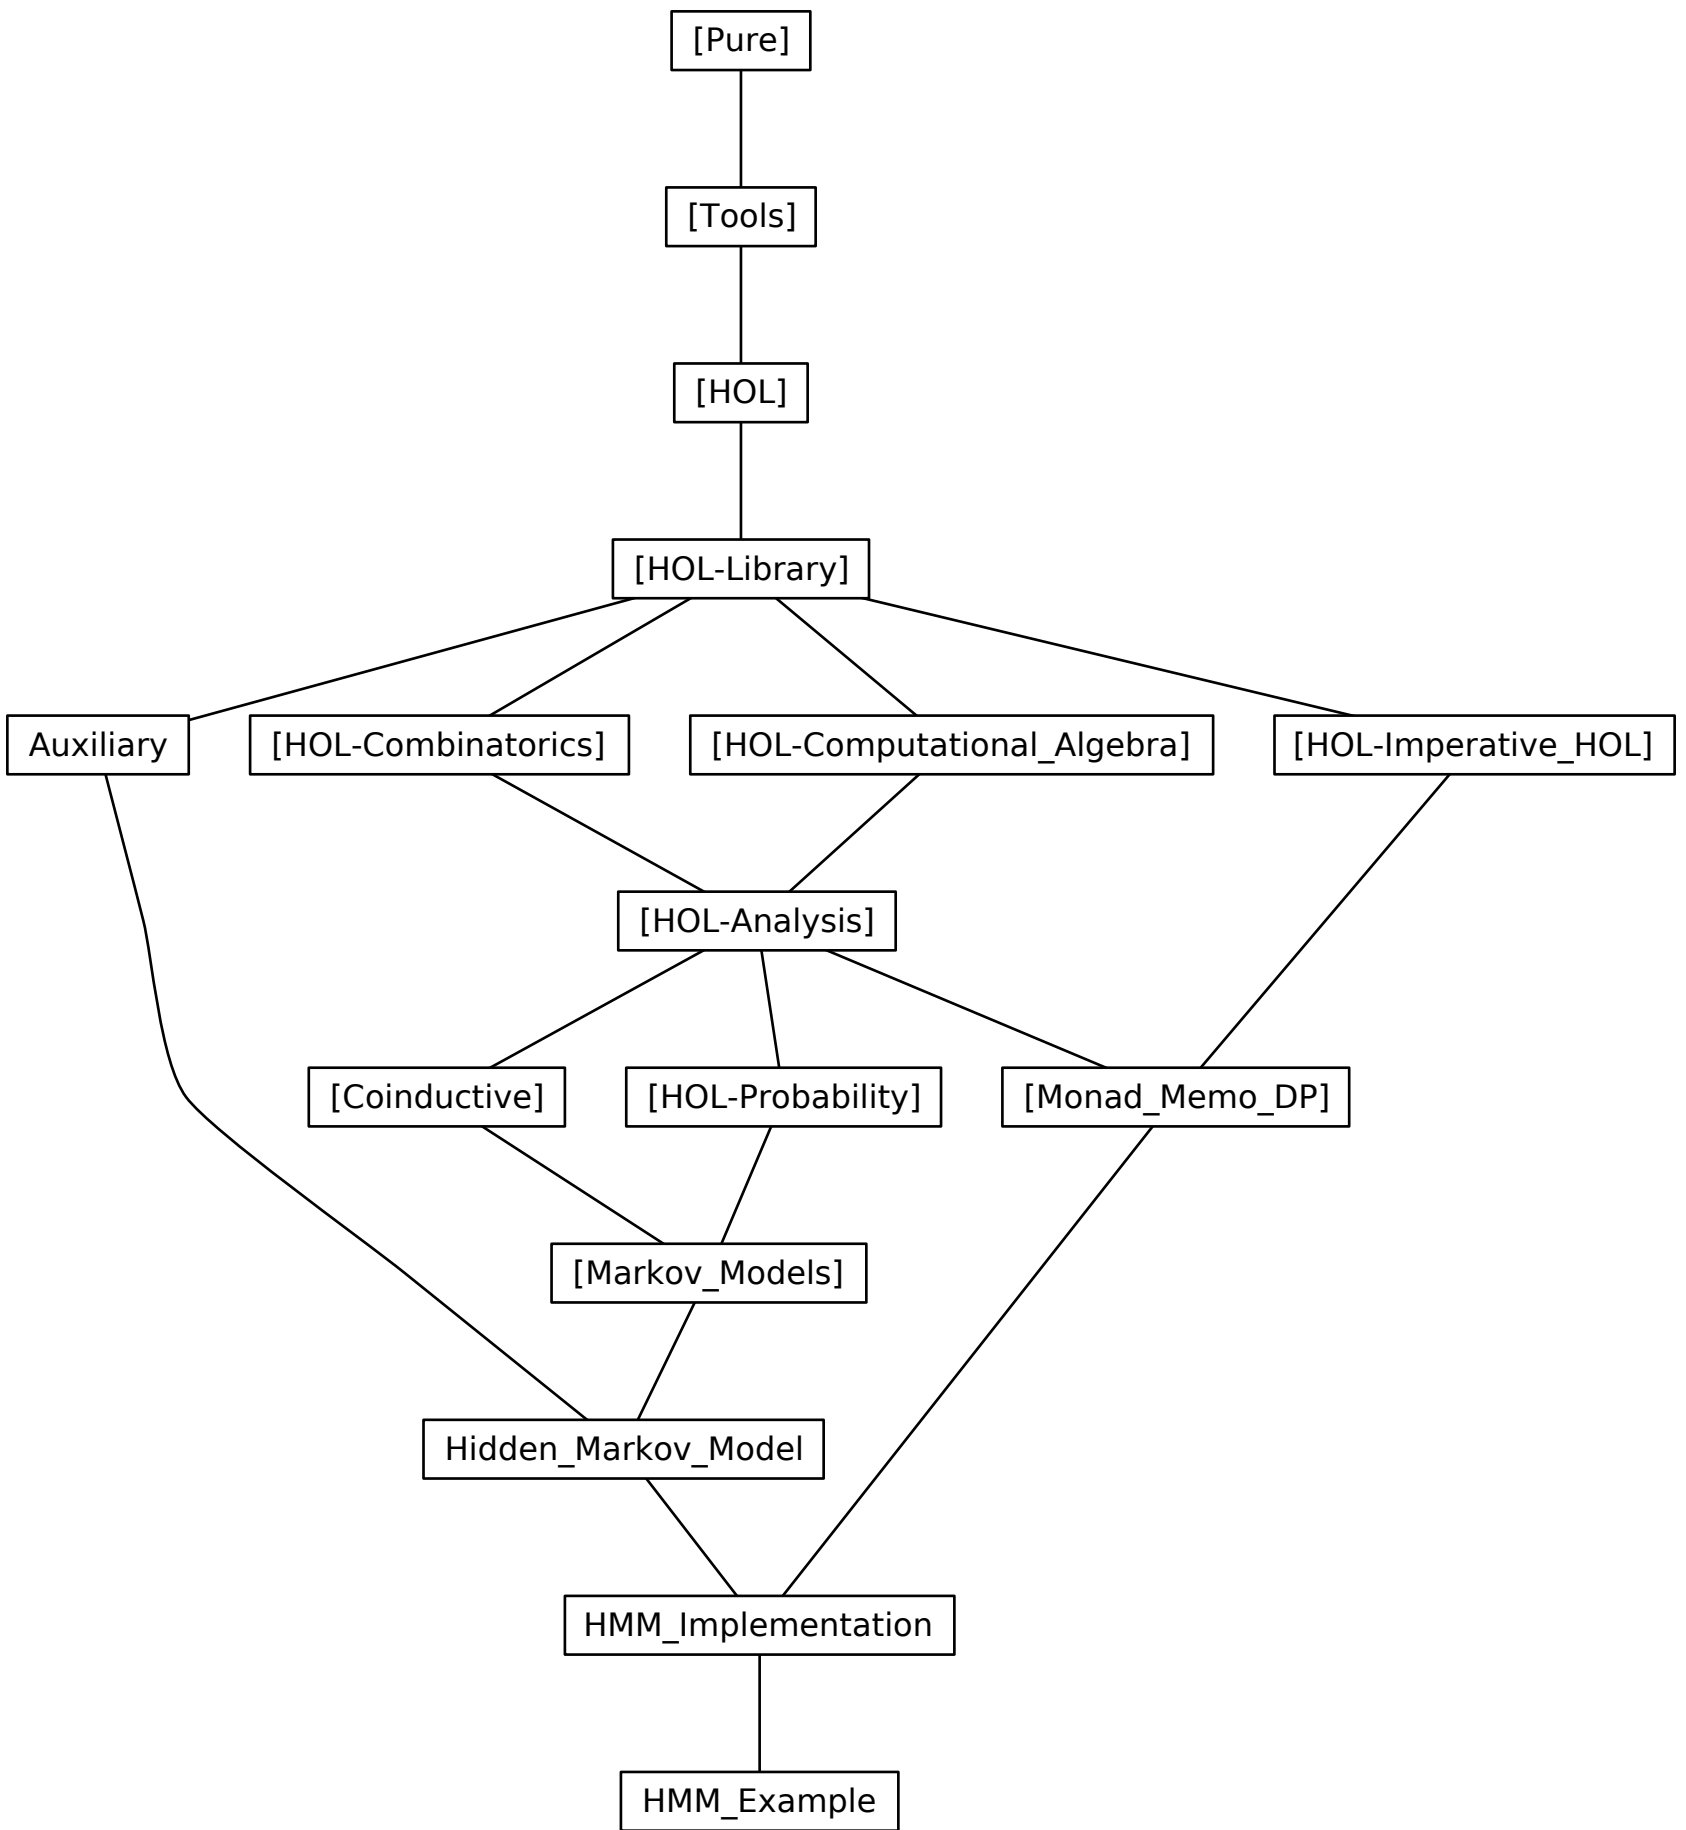 [Pure]
[Tools]
[HOL]
[HOL-Library]
Auxiliary
[HOL-Combinatorics]
[HOL-Computational_Algebra]
[HOL-Imperative_HOL]
[HOL-Analysis]
[Coinductive]
[HOL-Probability]
[Monad_Memo_DP]
[Markov_Models]
Hidden_Markov_Model
HMM_Implementation
HMM_Example